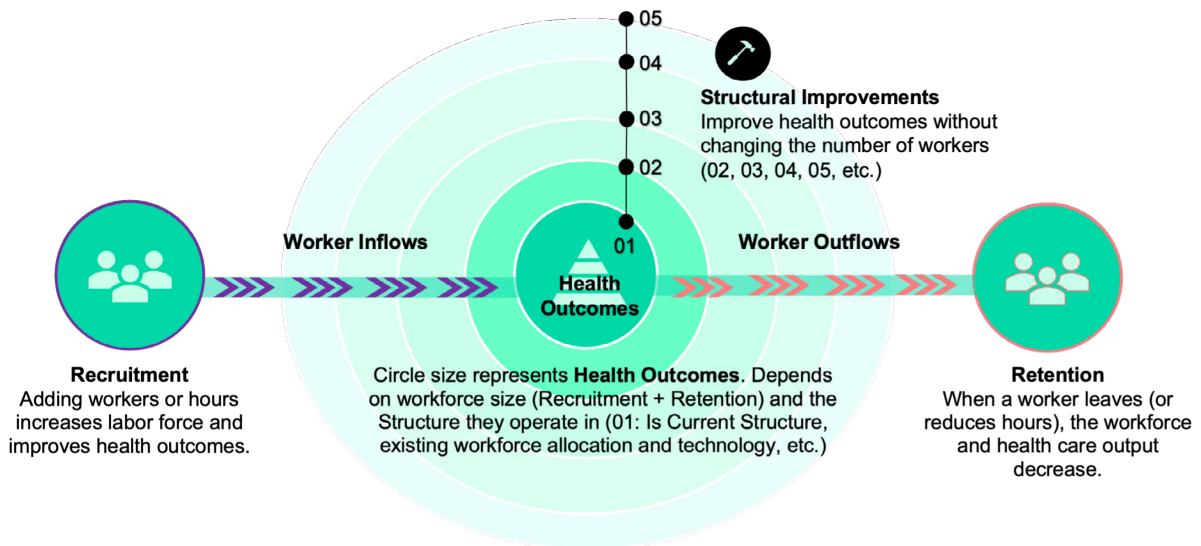 05
04
03
02
01
Structural Improvements
Improve health outcomes without
changing the number of workers
(02, 03, 04, 05, etc.)
Worker Inflows
Worker Outflows
Health
Outcomes
Recruitment
Adding workers or hours
increases labor force and
improves health outcomes.
Circle size represents Health Outcomes. Depends
on workforce size (Recruitment + Retention) and the
Structure they operate in (01: Is Current Structure,
existing workforce allocation and technology, etc.)
Retention
When a worker leaves (or
reduces hours), the workforce
and health care output
decrease.